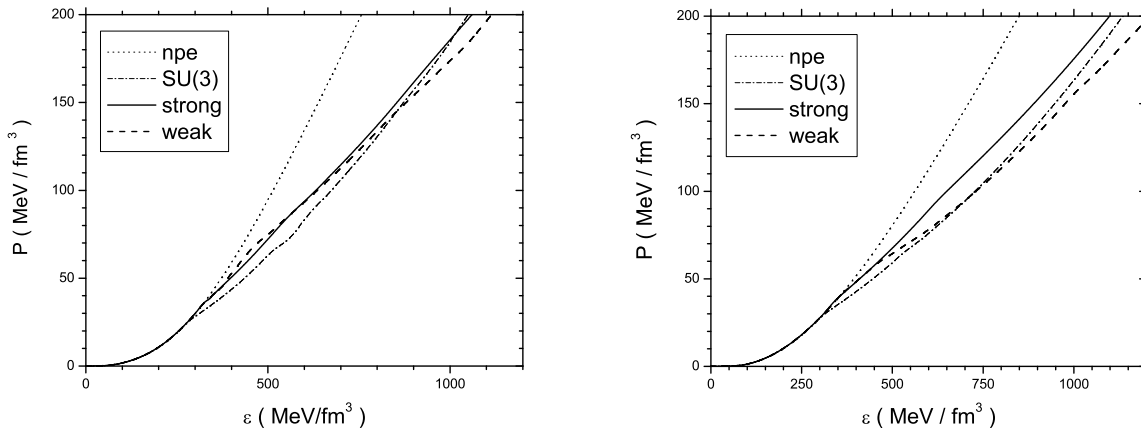 200
150
100
50
0
P ( MeV / fm³ )
npe
SU(3)
strong
weak
0
500
1000
ε ( MeV/fm³ )
200
150
100
50
0
P ( MeV / fm³ )
npe
SU(3)
strong
weak
0
250
500
750
1000
ε ( MeV / fm³ )